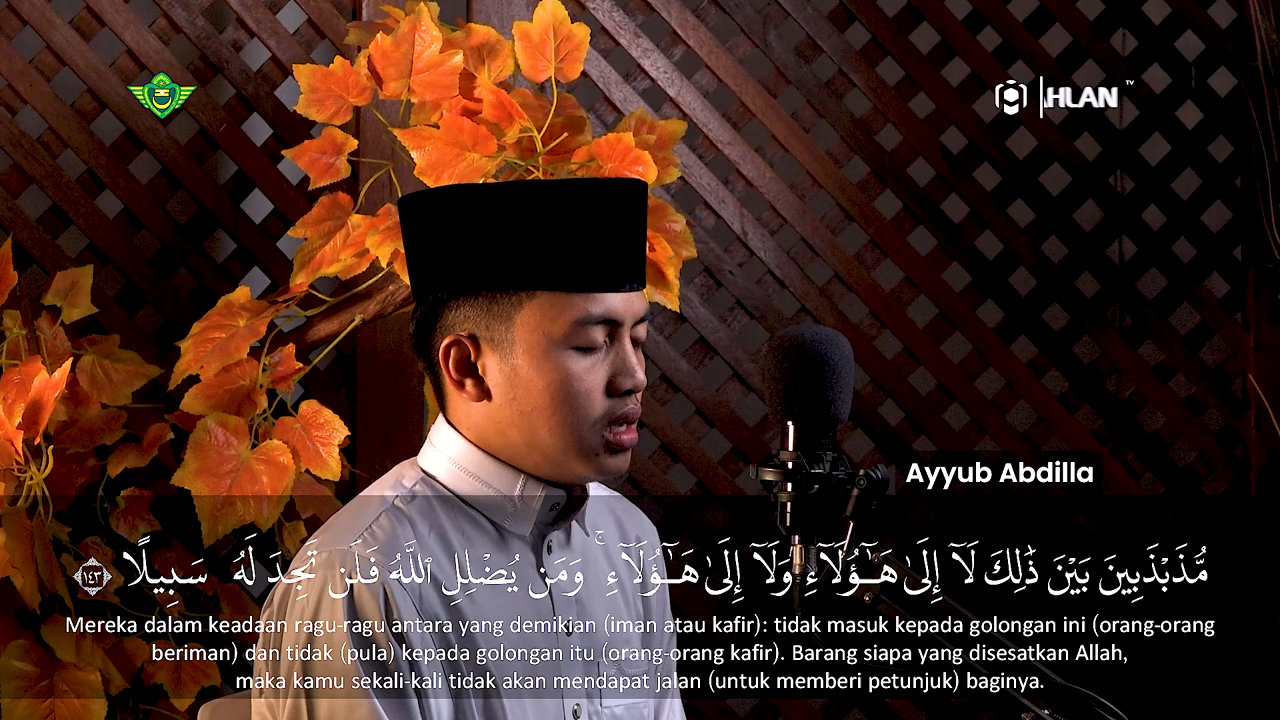 AHLAN TV
Ayyub Abdilla
مُّذَبْذَبِينَ بَيْنَ ذَٰلِكَ لَآ إِلَىٰ هَـٰٓؤُلَآءِ وَلَآ إِلَىٰ هَـٰٓؤُلَآءِ ۚ وَمَن يُضْلِلِ ٱللَّهُ فَلَن تَجِدَ لَهُۥ سَبِيلًا ١٤٣
Mereka dalam keadaan ragu-ragu antara yang demikian (iman atau kafir): tidak masuk kepada golongan ini (orang-orang
beriman) dan tidak (pula) kepada golongan itu (orang-orang kafir). Barang siapa yang disesatkan Allah,
maka kamu sekali-kali tidak akan mendapat jalan (untuk memberi petunjuk) baginya.